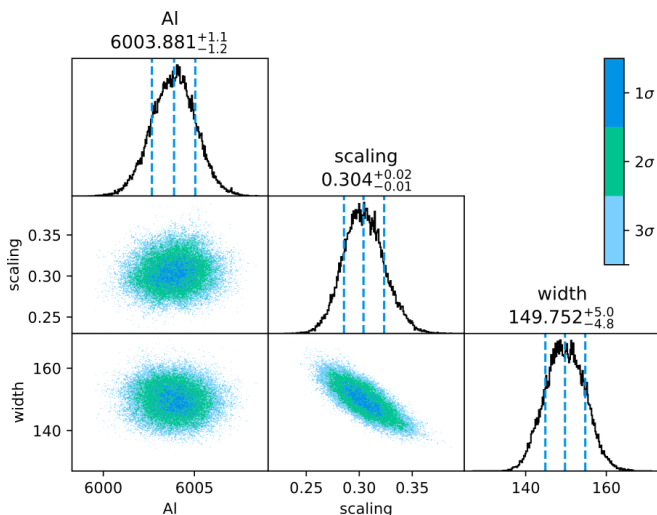 Al
6003.881+1.1
−1.2
1σ
2σ
3σ
scaling
0.304+0.02
−0.01
0.35
0.30
0.25
scaling
width
149.752+5.0
−4.8
160
140
width
6000
6005
Al
0.25
0.30
0.35
scaling
140
160
width